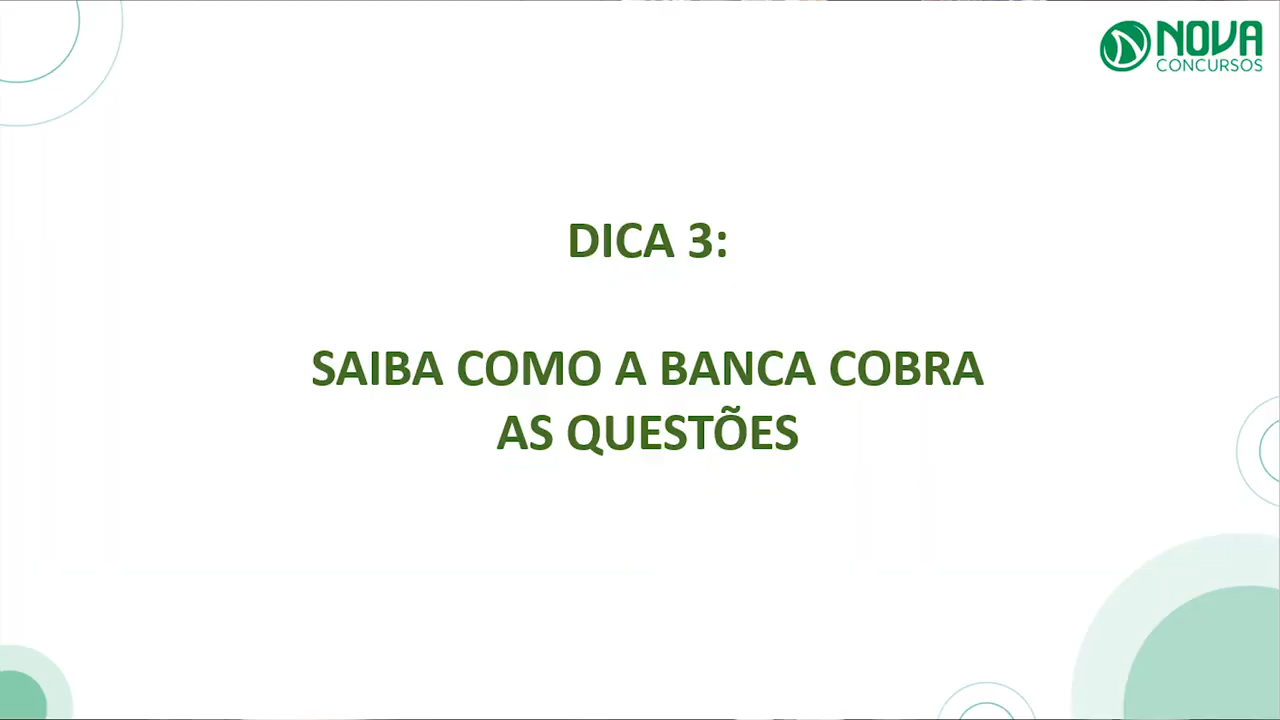 NOVA
CONCURSOS
DICA 3:
SAIBA COMO A BANCA COBRA
AS QUESTÕES